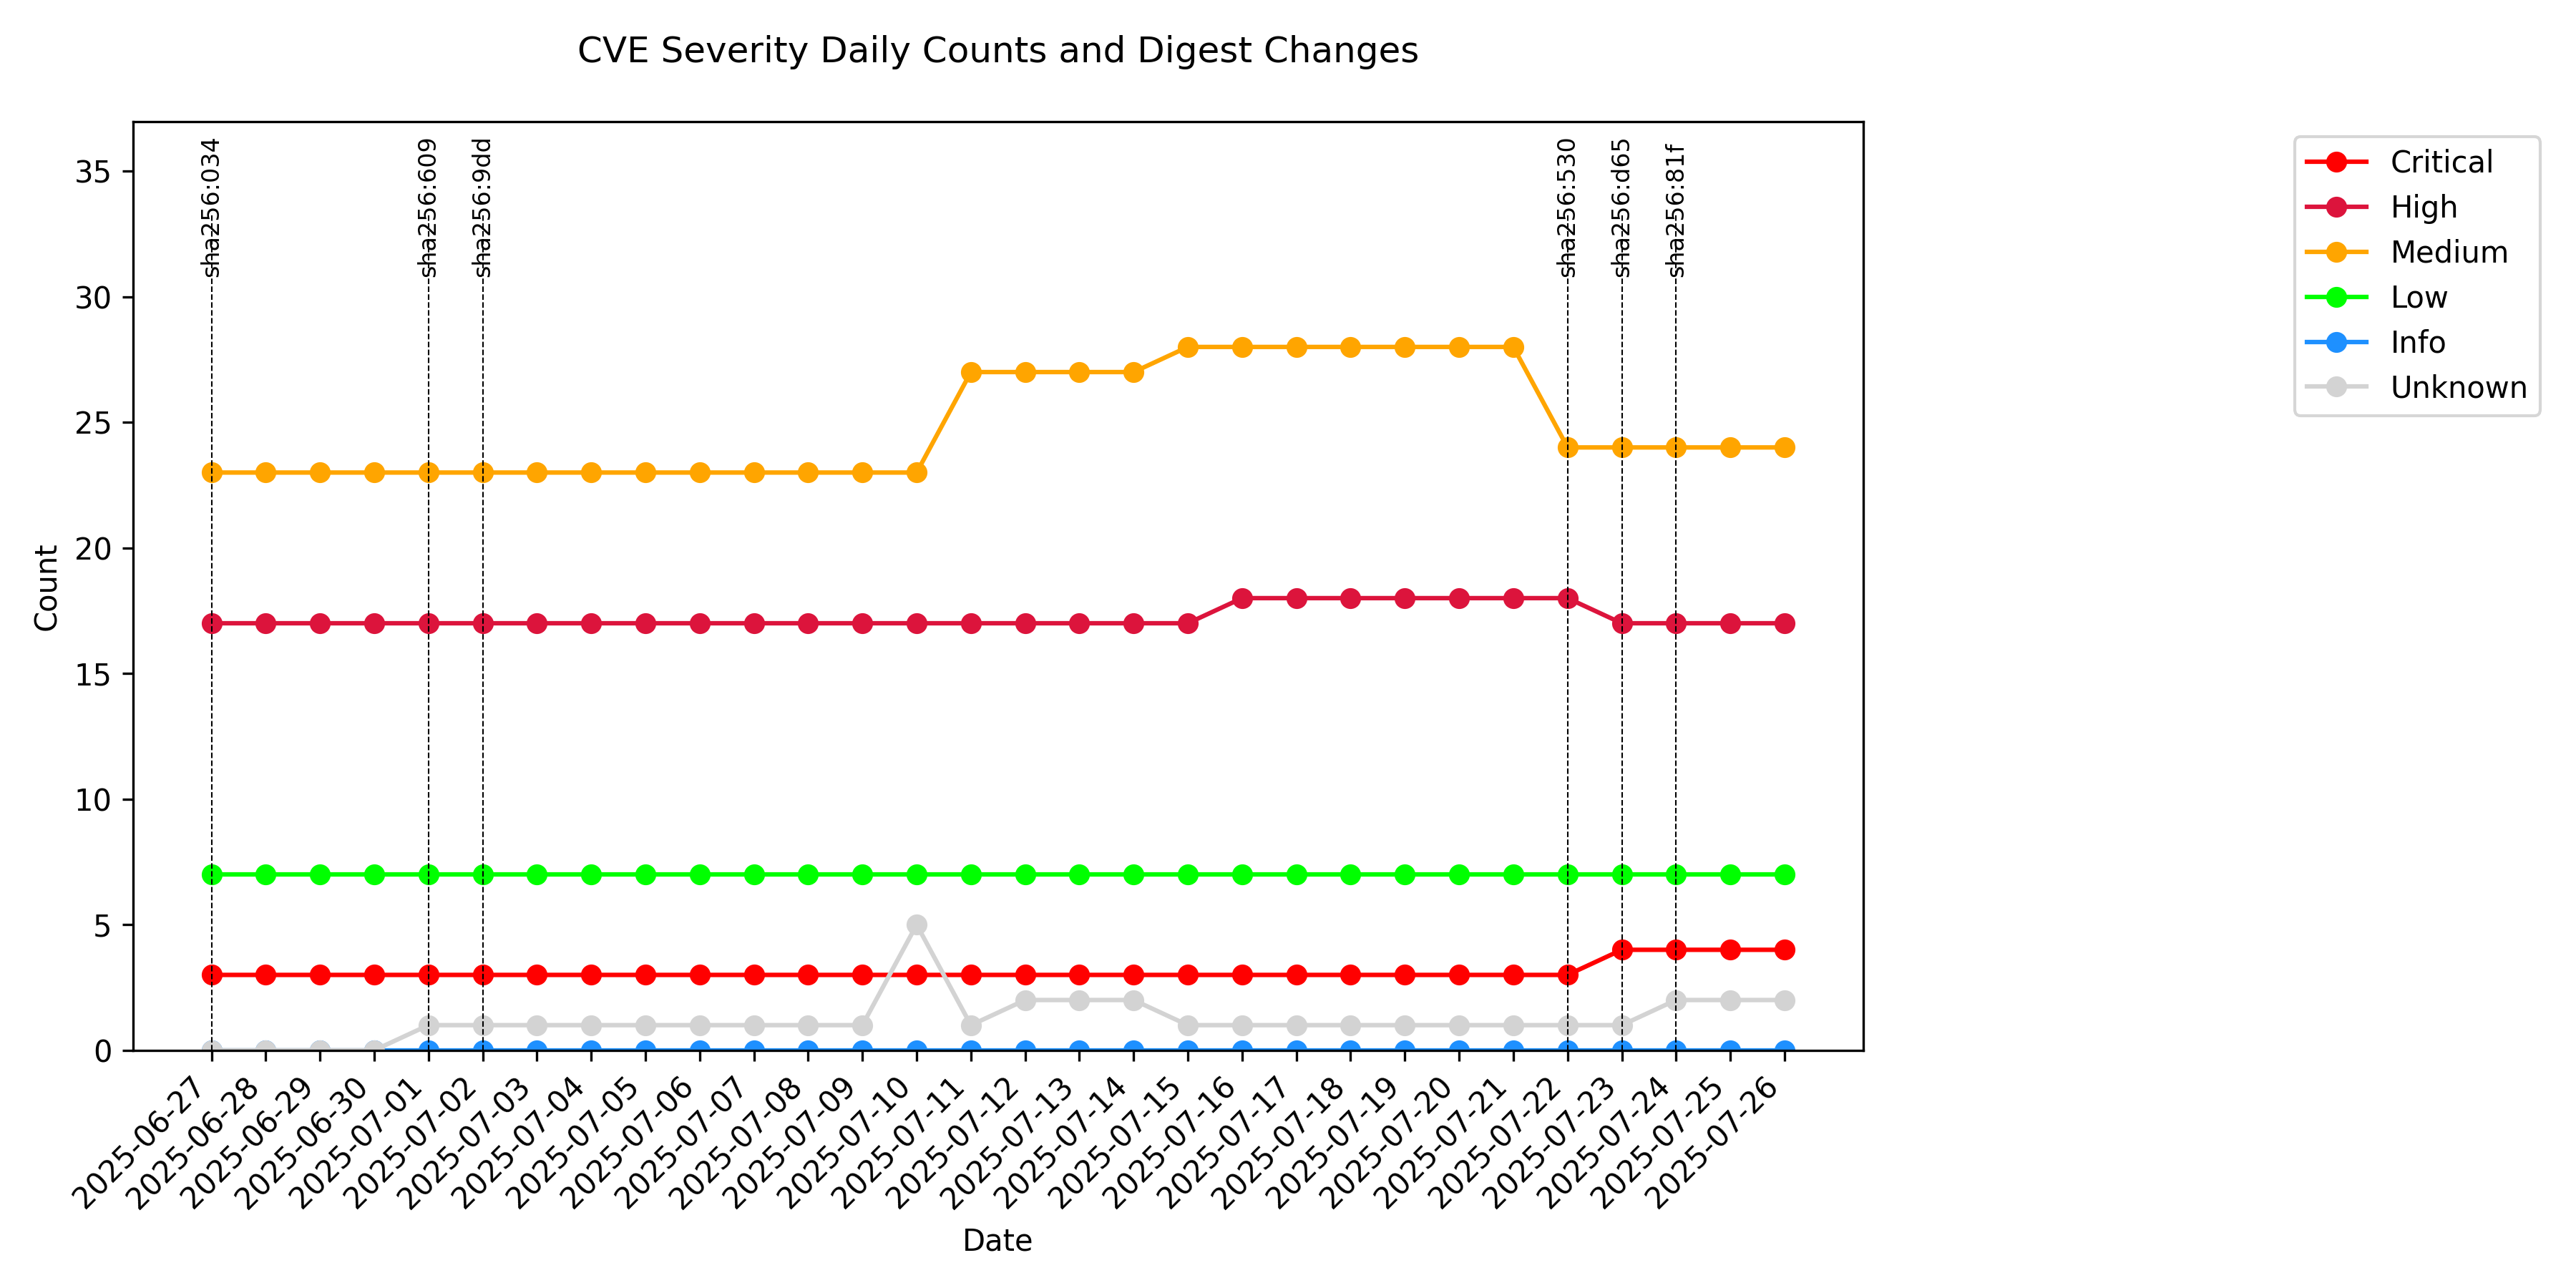 CVE Severity Daily Counts and Digest Changes
sha256:034
sha256:609
sha256:9dd
sha256:530
sha256:d65
sha256:81f
Critical
High
Medium
Low
Info
Unknown
Count
35
30
25
20
15
10
5
0
2025-06-27
2025-06-28
2025-06-29
2025-06-30
2025-07-01
2025-07-02
2025-07-03
2025-07-04
2025-07-05
2025-07-06
2025-07-07
2025-07-08
2025-07-09
2025-07-10
2025-07-11
2025-07-12
2025-07-13
2025-07-14
2025-07-15
2025-07-16
2025-07-17
2025-07-18
2025-07-19
2025-07-20
2025-07-21
2025-07-22
2025-07-23
2025-07-24
2025-07-25
2025-07-26
Date